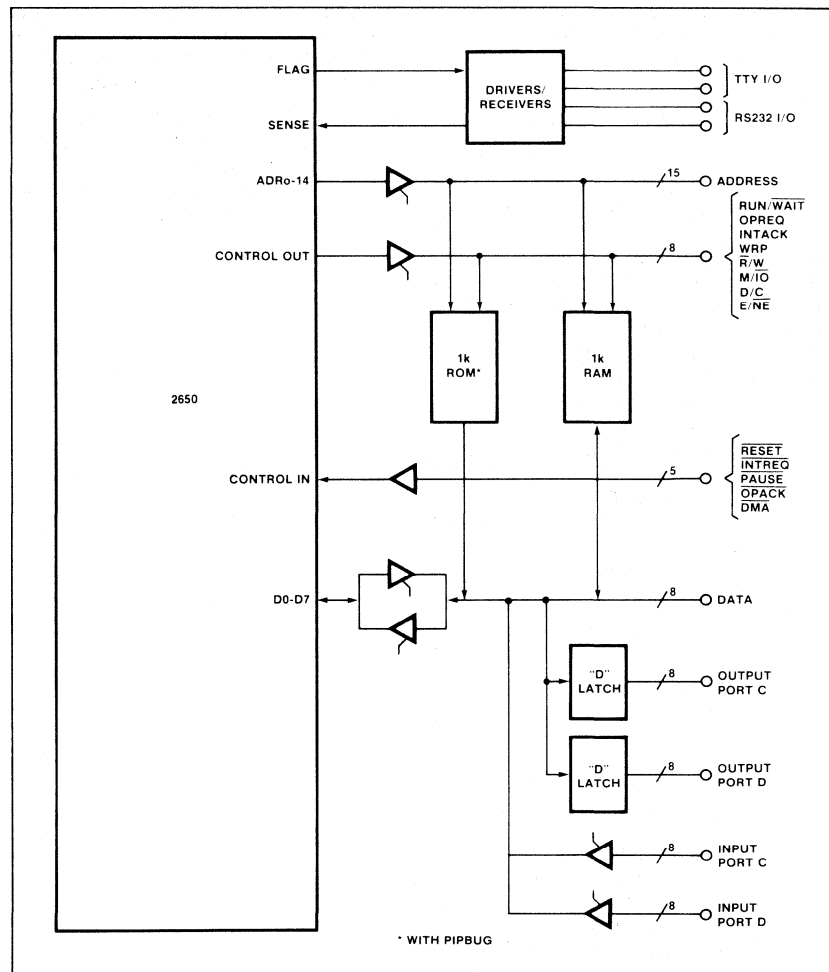 FLAG
SENSE
DRIVERS/
RECEIVERS
TTY I/O
RS232 I/O
ADRo-14
15
ADDRESS
CONTROL OUT
8
RUN/WAIT
OPREQ
INTACK
WRP
R/W
M/IO
D/C
E/NE
1k
ROM*
1k
RAM
2650
CONTROL IN
5
RESET
INTREQ
PAUSE
OPACK
DMA
D0-D7
8
DATA
"D"
LATCH
8
OUTPUT
PORT C
"D"
LATCH
8
OUTPUT
PORT D
8
INPUT
PORT C
8
INPUT
PORT D
* WITH PIPBUG